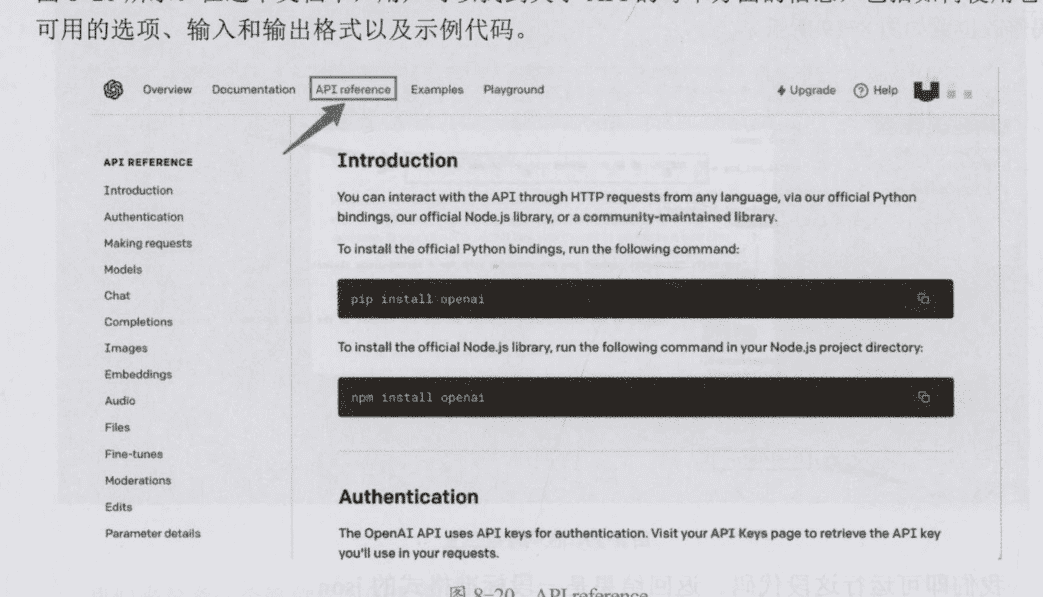 可用的选项、输入和输出格式以及示例代码。
Overview Documentation API reference Examples Playground Upgrade Help
API REFERENCE
Introduction
Authentication
Making requests
Models
Chat
Completions
Images
Embeddings
Audio
Files
Fine-tunes
Moderations
Edits
Parameter details
Introduction
You can interact with the API through HTTP requests from any language, via our official Python
bindings, our official Node.js library, or a community-maintained library.
To install the official Python bindings, run the following command:
pip install openai
To install the official Node.js library, run the following command in your Node.js project directory:
npm install openai
Authentication
The OpenAI API uses API keys for authentication. Visit your API Keys page to retrieve the API key
you'll use in your requests.
图 8-20 API reference